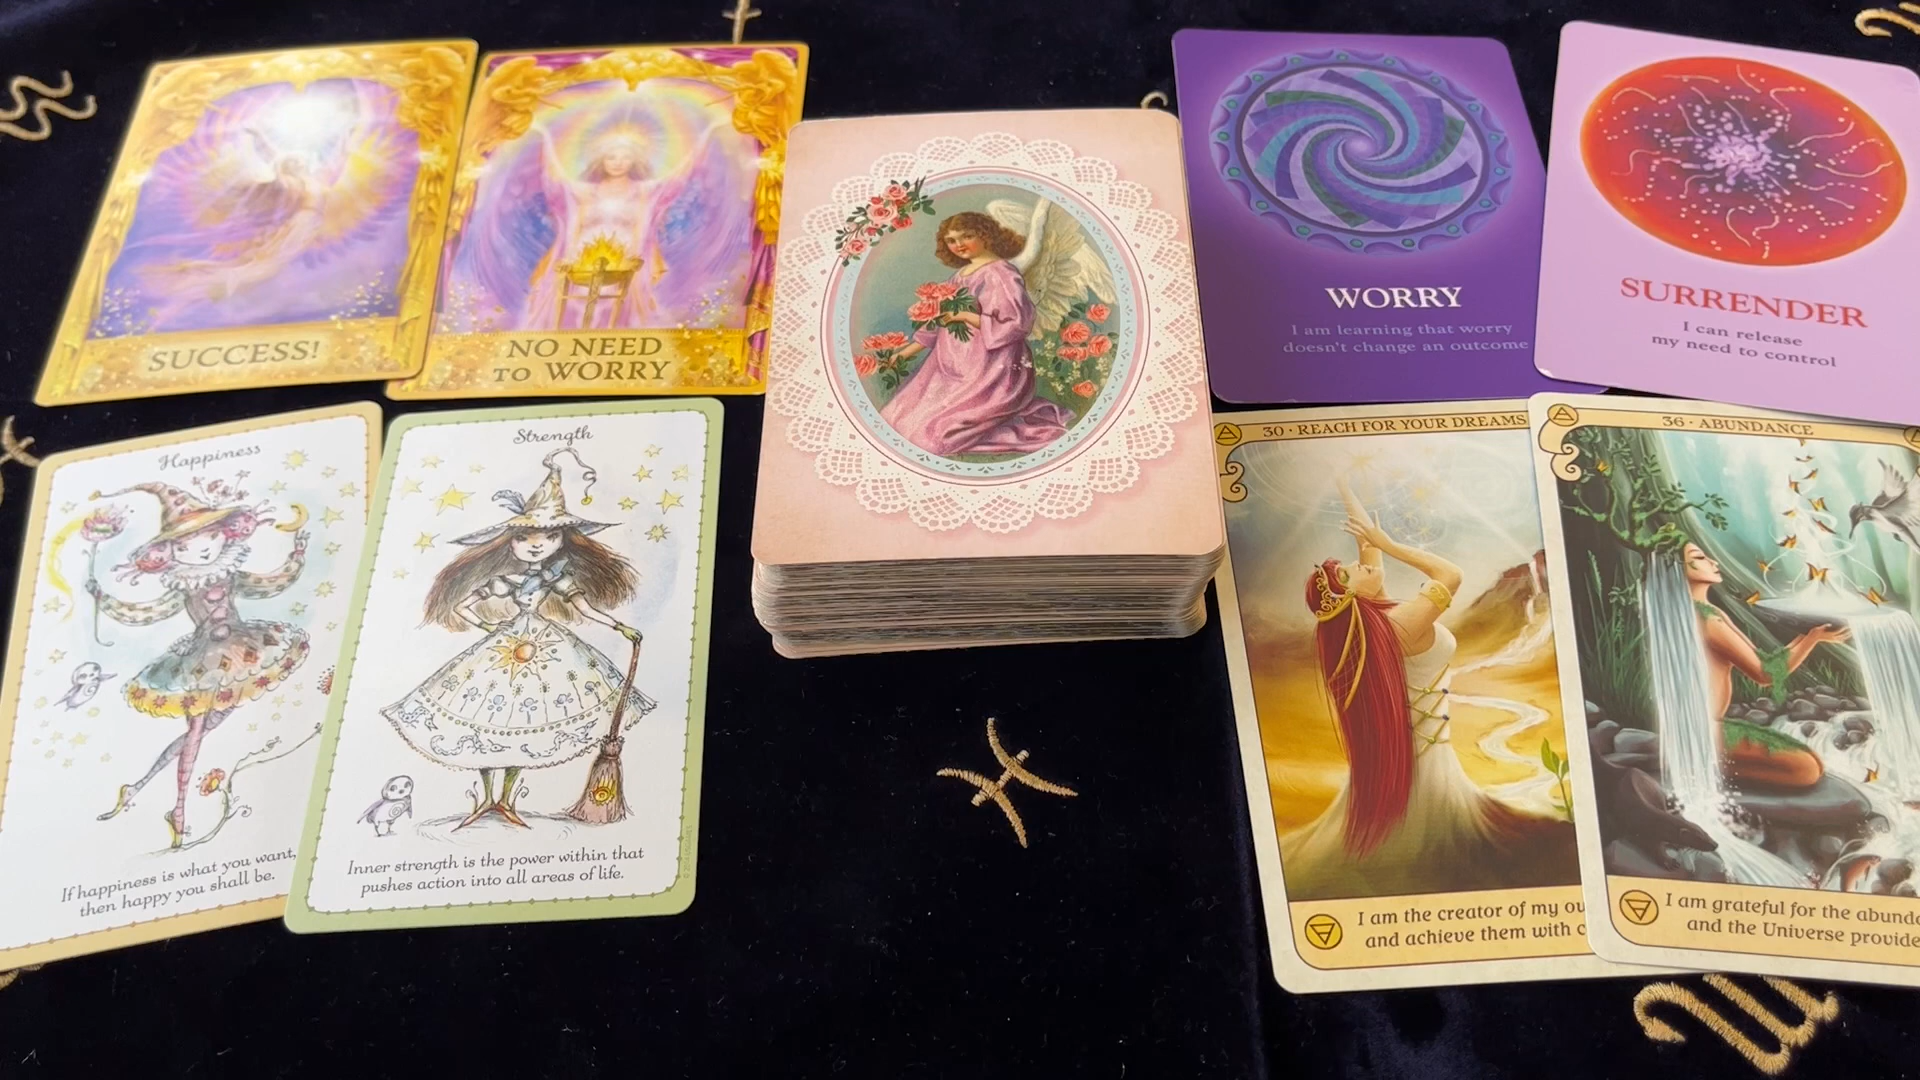 SUCCESS!
NO NEED
TO WORRY
WORRY
I am learning that worry
doesn't change an outcome
SURRENDER
I can release
my need to control
Happiness
If happiness is what you want,
then happy you shall be.
Strength
Inner strength is the power within that
pushes action into all areas of life.
30 · REACH FOR YOUR DREAMS
I am the creator of my
and achieve them with
36 · ABUNDANCE
I am grateful for the
and the Universe